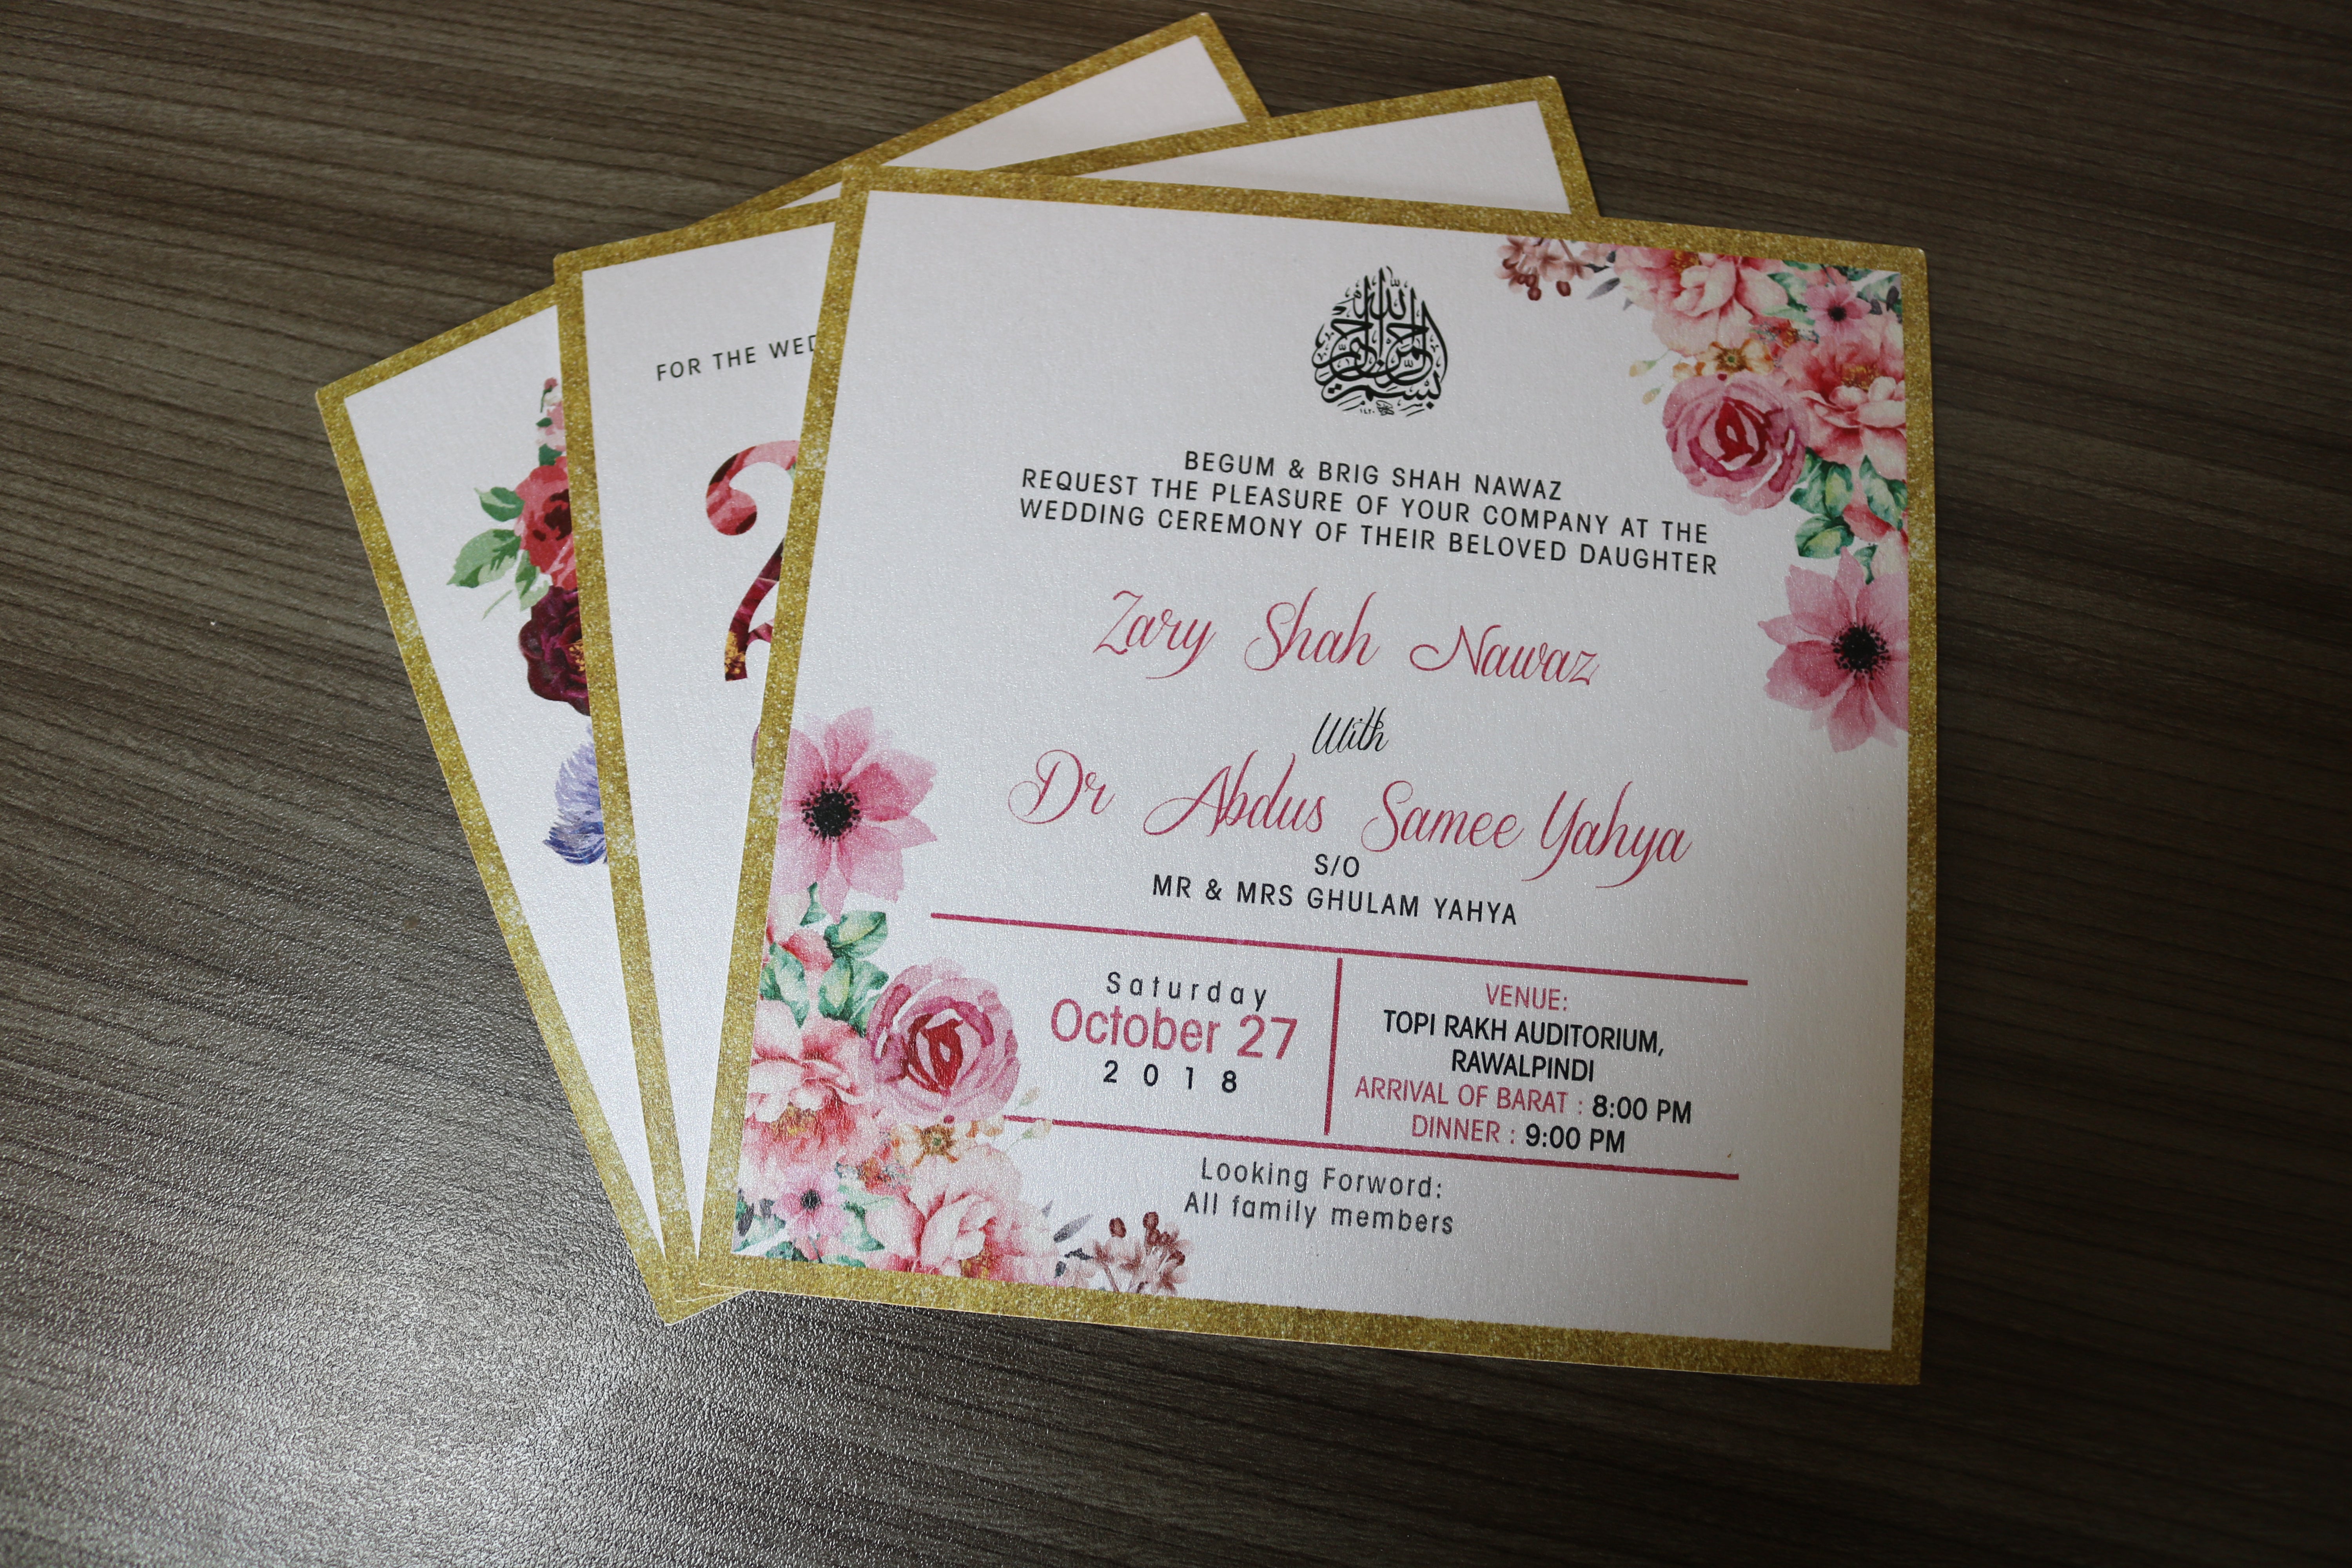 FOR THE WED
بسم الله الرحمن الرحيم
BEGUM & BRIG SHAH NAWAZ
REQUEST THE PLEASURE OF YOUR COMPANY AT THE
WEDDING CEREMONY OF THEIR BELOVED DAUGHTER
Zary Shah Nawaz
With
Dr Abdus Samee Yahya
S/O
MR & MRS GHULAM YAHYA
Saturday
October 27
2018
VENUE:
TOPI RAKH AUDITORIUM,
RAWALPINDI
ARRIVAL OF BARAT : 8:00 PM
DINNER : 9:00 PM
Looking Forword:
All family members